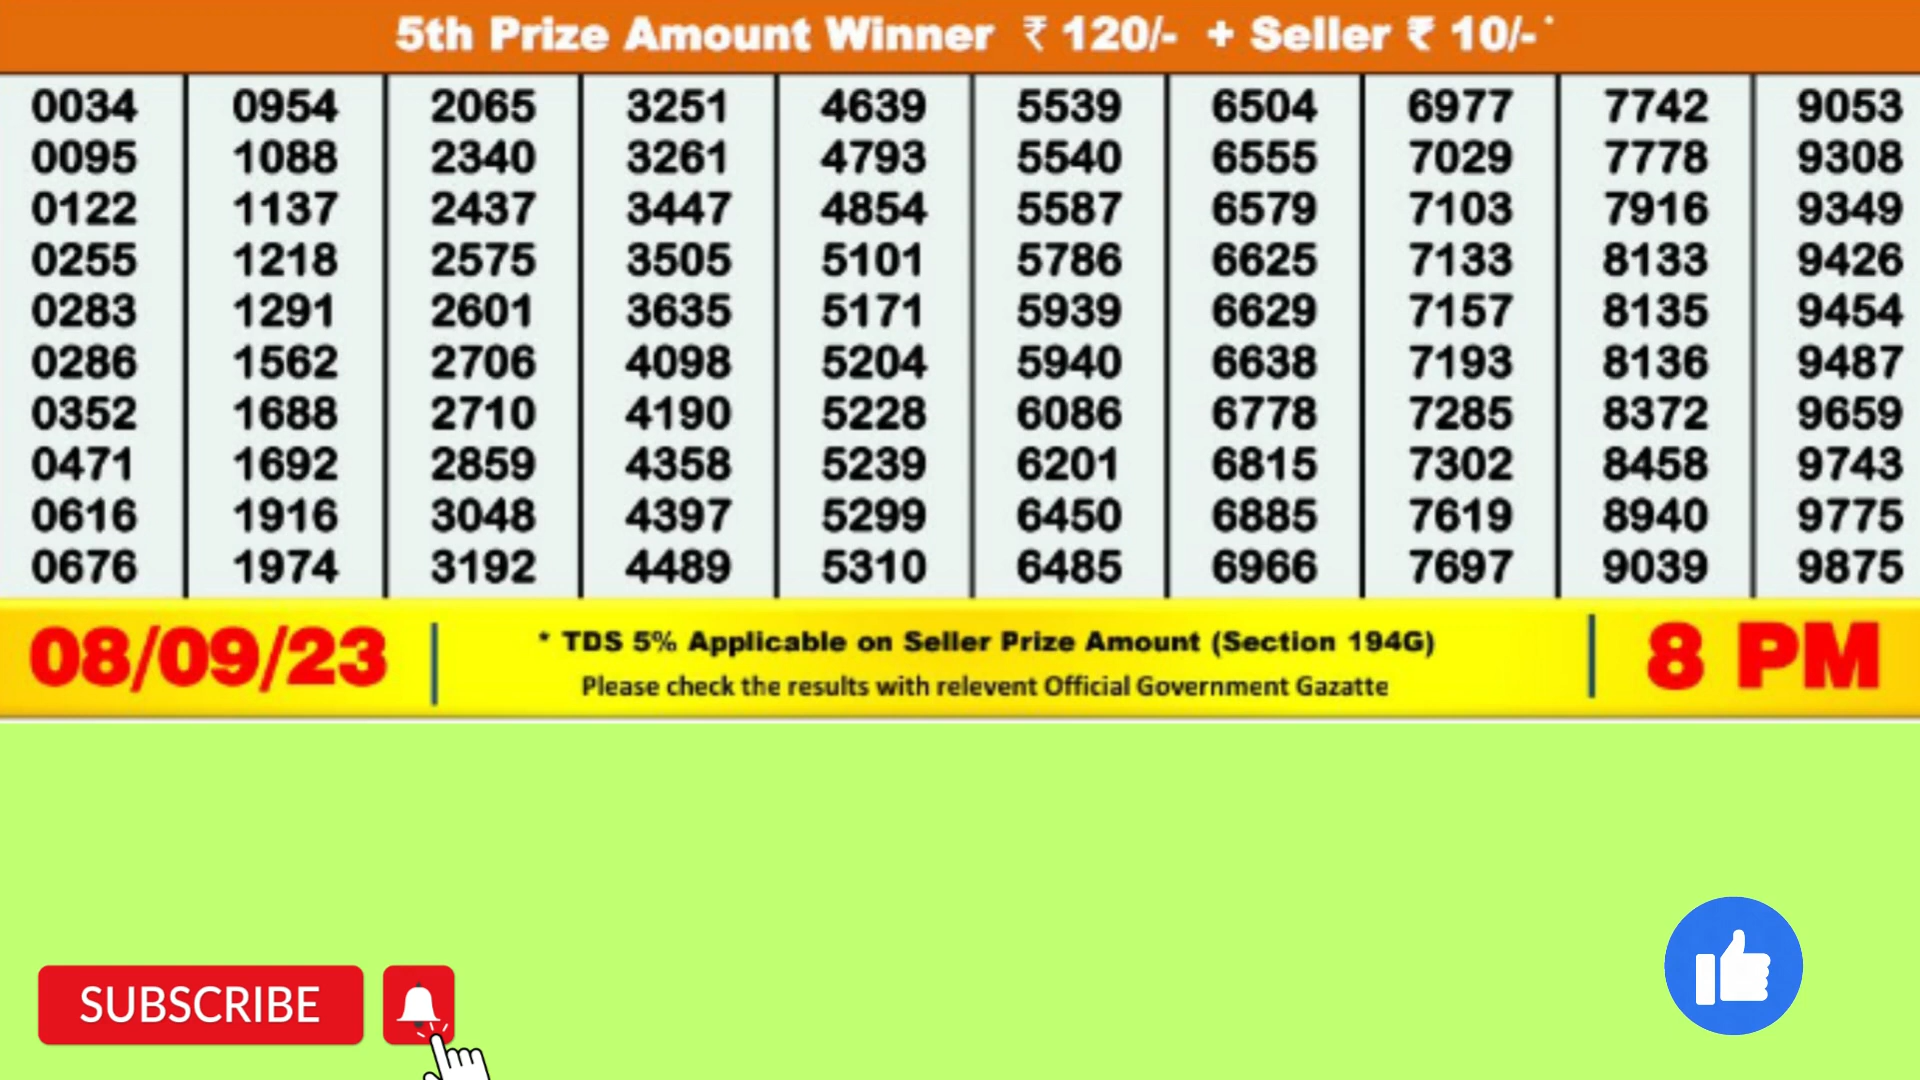 5th Prize Amount Winner ₹ 120/- + Seller ₹ 10/-*
0034 0954 2065 3251 4639 5539 6504 6977 7742 9053
0095 1088 2340 3261 4793 5540 6555 7029 7778 9308
0122 1137 2437 3447 4854 5587 6579 7103 7916 9349
0255 1218 2575 3505 5101 5786 6625 7133 8133 9426
0283 1291 2601 3635 5171 5939 6629 7157 8135 9454
0286 1562 2706 4098 5204 5940 6638 7193 8136 9487
0352 1688 2710 4190 5228 6086 6778 7285 8372 9659
0471 1692 2859 4358 5239 6201 6815 7302 8458 9743
0616 1916 3048 4397 5299 6450 6885 7619 8940 9775
0676 1974 3192 4489 5310 6485 6966 7697 9039 9875
08/09/23
* TDS 5% Applicable on Seller Prize Amount (Section 194G)
Please check the results with relevent Official Government Gazatte
8 PM
SUBSCRIBE